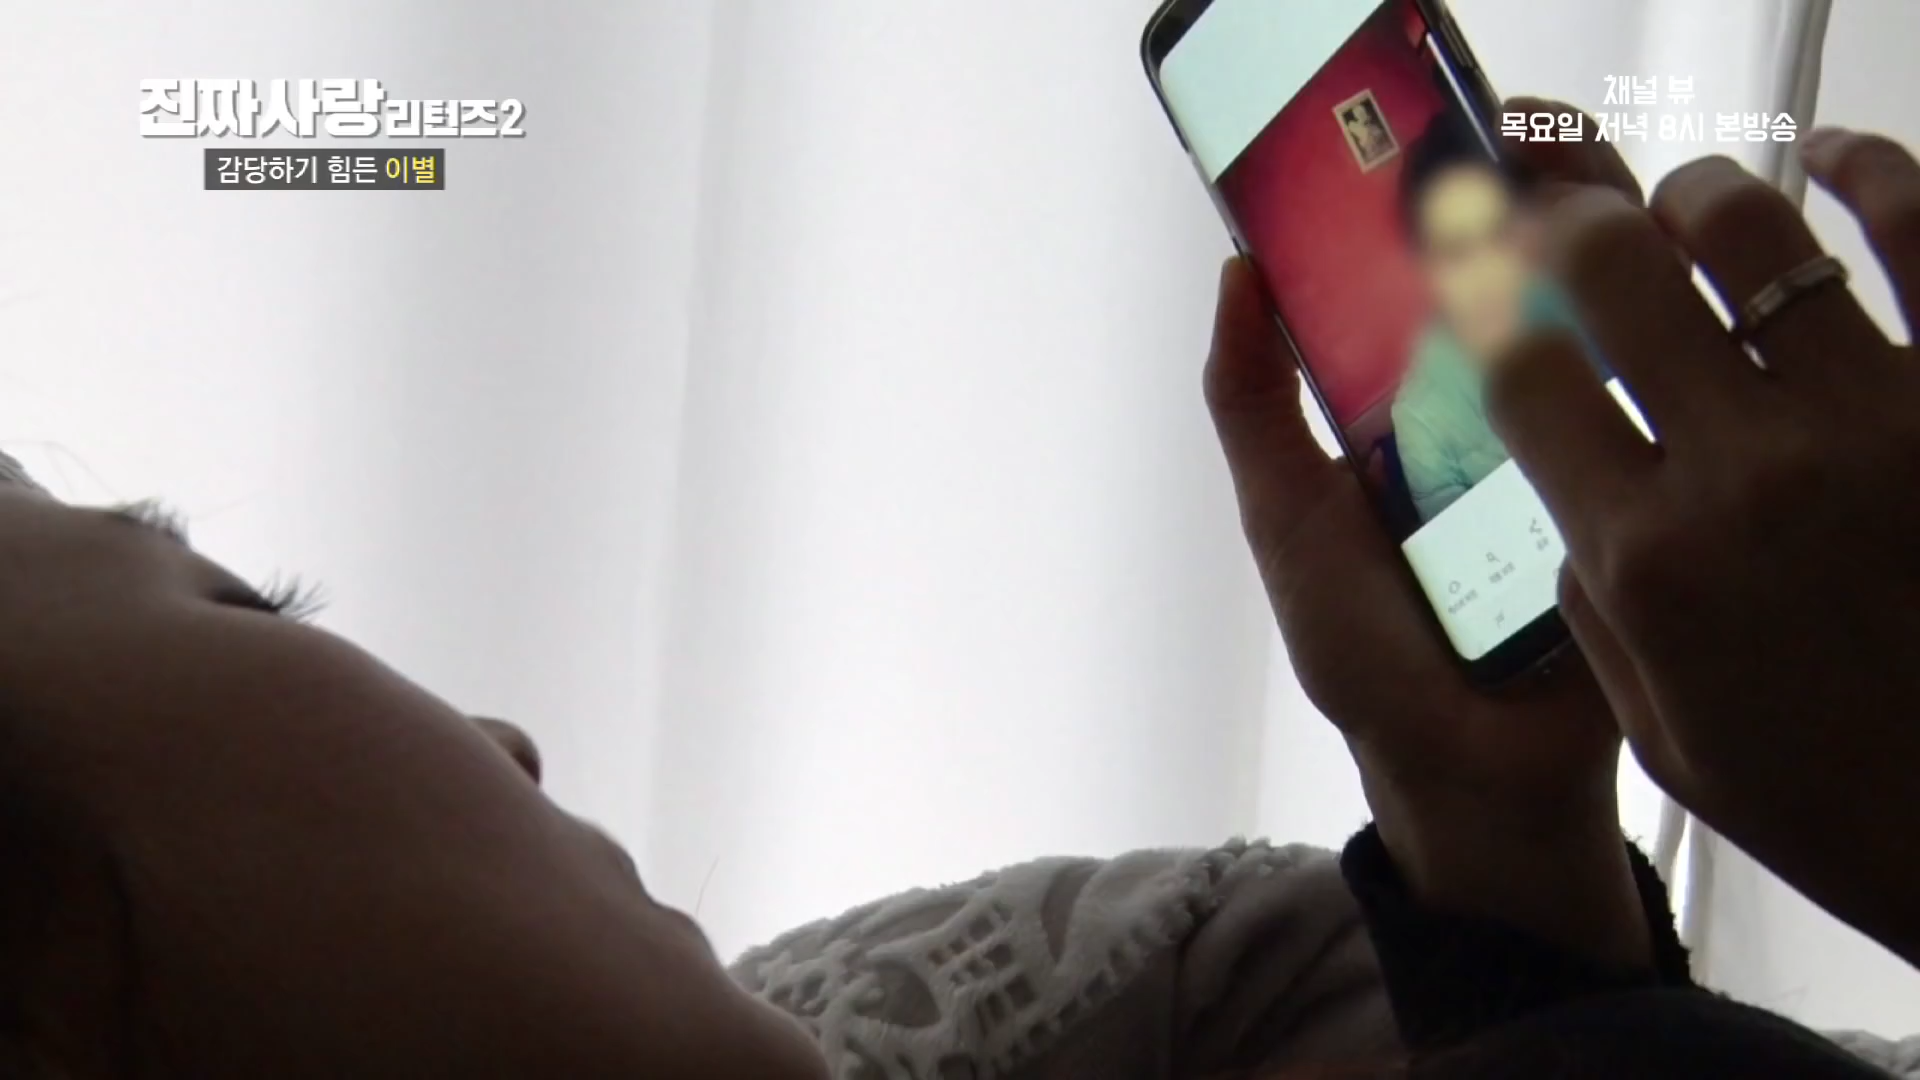 진짜사랑리턴즈2
감당하기 힘든 이별
채널 뷰
목요일 저녁 8시 본방송